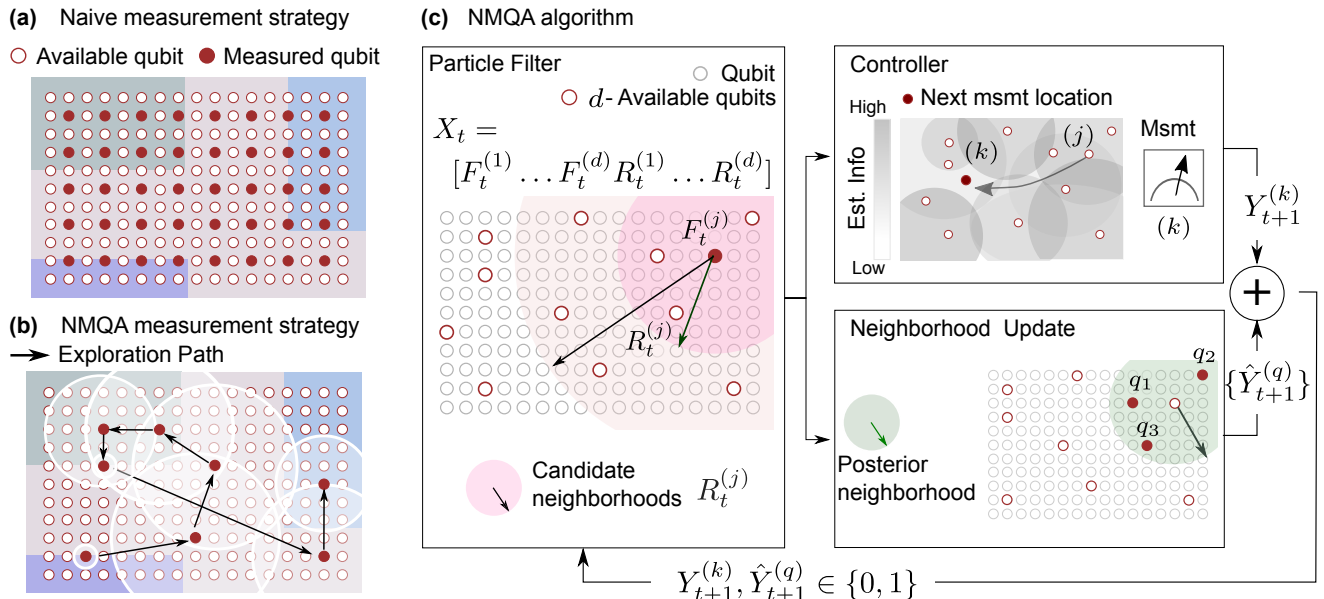 (a) Naive measurement strategy
Available qubit Measured qubit
(b) NMQA measurement strategy
Exploration Path
(c) NMQA algorithm
Particle Filter
Qubit
d- Available qubits
X_t =
[F_t^{(1)} … F_t^{(d)} R_t^{(1)} … R_t^{(d)}]
F_t^{(j)}
R_t^{(j)}
Candidate
neighborhoods R_t^{(j)}
Controller
High
Est. Info
Low
Next msmt location
(k)
(j)
Msmt
(k)
Y_{t+1}^{(k)}
+
Neighborhood Update
q_1
q_2
q_3
Posterior
neighborhood
{Ŷ_{t+1}^{(q)}}
Y_{t+1}^{(k)}, Ŷ_{t+1}^{(q)} ∈ {0, 1}